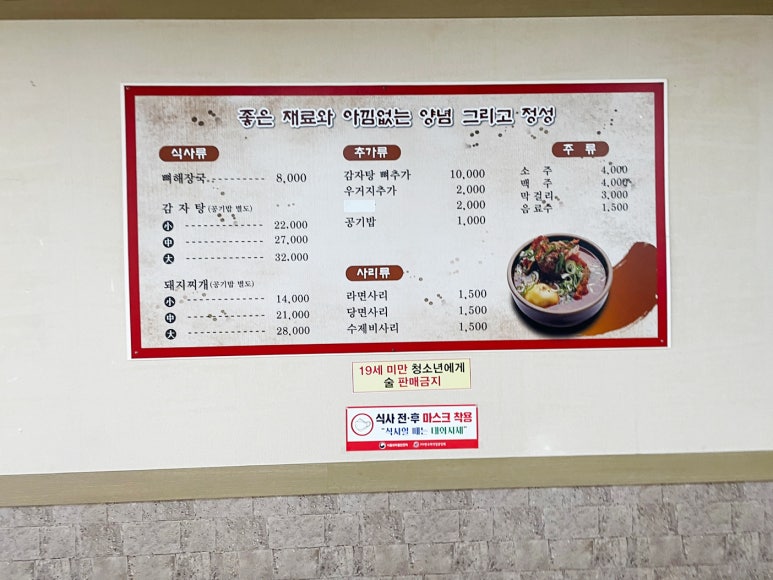 좋은 재료와 아낌없는 양념 그리고 정성
식사류
뼈해장국 8,000
감자탕 (공기밥 별도)
小 22.000
中 27,000
大 32.000
돼지찌개 (공기밥 별도)
小 14,000
中 21,000
大 28,000
추가류
감자탕 뼈추가 10,000
우거지추가 2,000
2,000
공기밥 1,000
사리류
라면사리 1,500
당면사리 1,500
수제비사리 1,500
주 류
소 주 4,000
맥 주 4,000
막걸리 3,000
음료수 1,500
19세 미만 청소년에게
술 판매금지
식사 전·후 마스크 착용
"식사할 때는 대화자제"